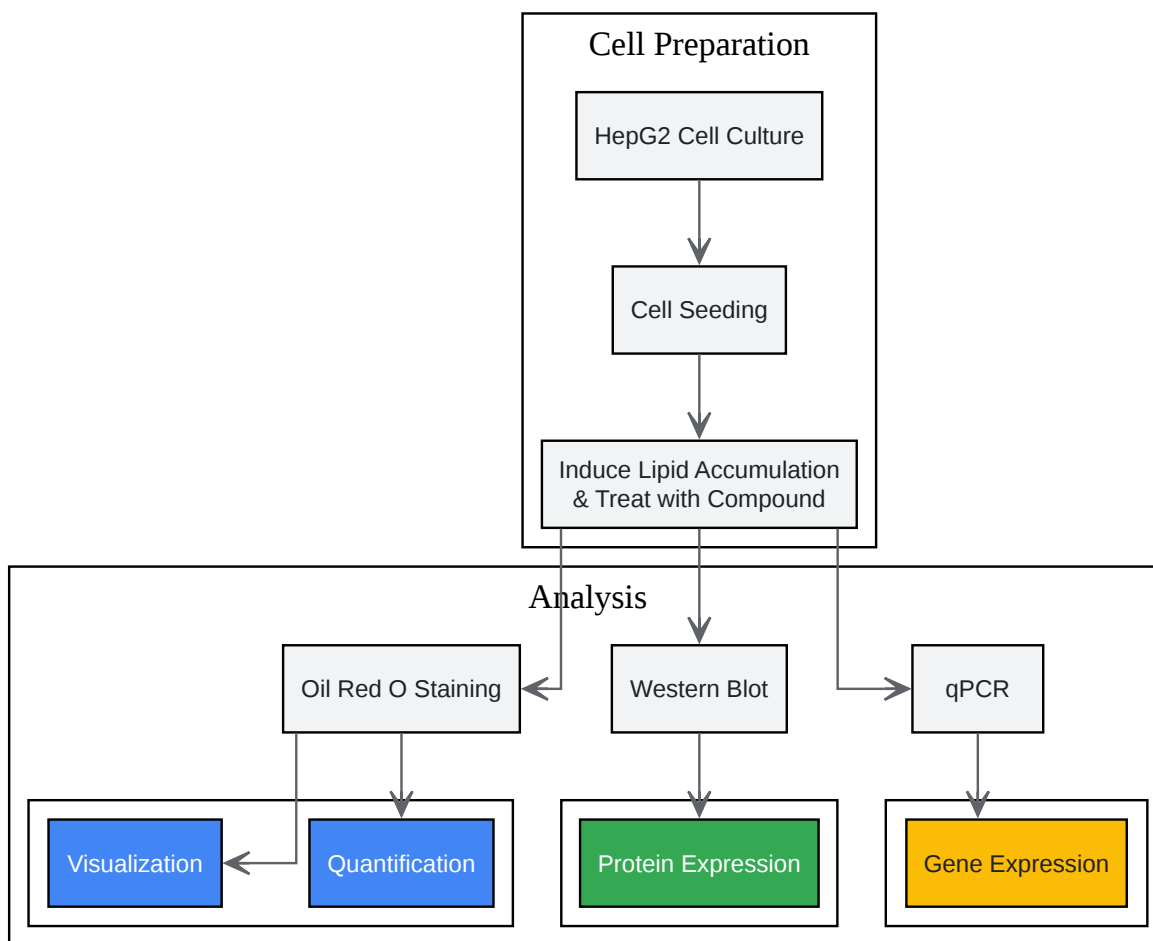 Cell Preparation
HepG2 Cell Culture
Cell Seeding
Induce Lipid Accumulation
& Treat with Compound
Analysis
Oil Red O Staining
Western Blot
qPCR
Visualization
Quantification
Protein Expression
Gene Expression